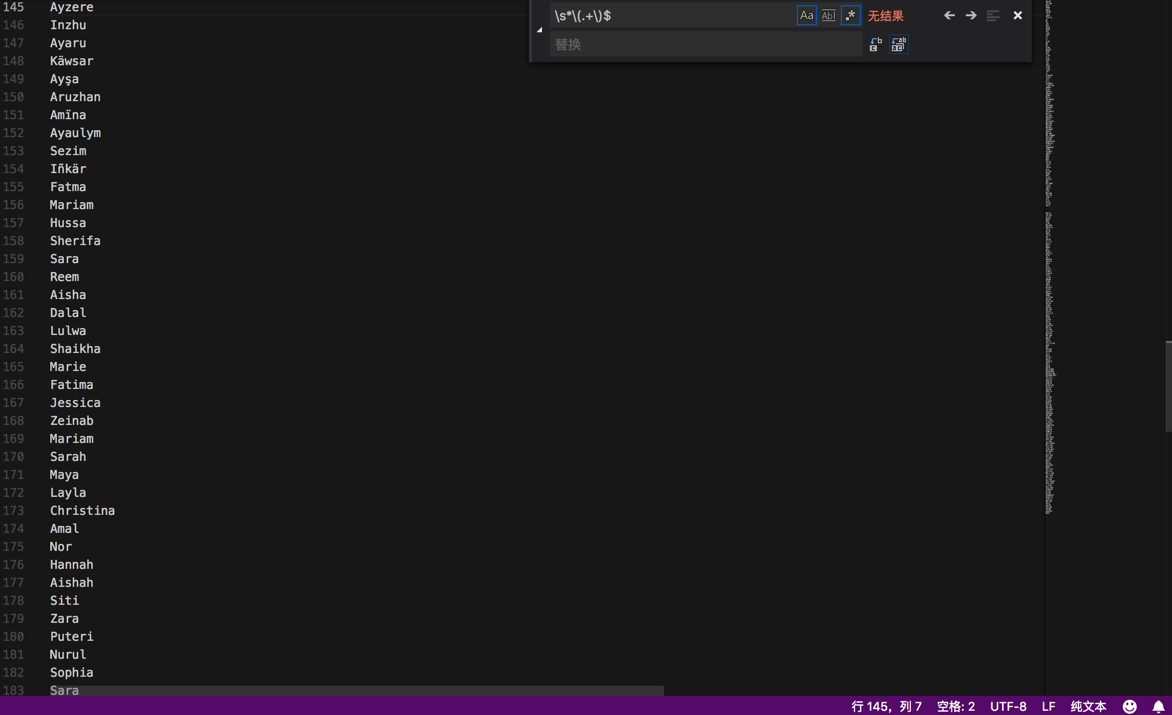 \s*\(.+\)$ Aa Abl .* 无结果
替换
145 Ayzere
146 Inzhu
147 Ayaru
148 Käwsar
149 Ayşa
150 Aruzhan
151 Amïna
152 Ayaulym
153 Sezim
154 Iñkär
155 Fatma
156 Mariam
157 Hussa
158 Sherifa
159 Sara
160 Reem
161 Aisha
162 Dalal
163 Lulwa
164 Shaikha
165 Marie
166 Fatima
167 Jessica
168 Zeinab
169 Mariam
170 Sarah
171 Maya
172 Layla
173 Christina
174 Amal
175 Nor
176 Hannah
177 Aishah
178 Siti
179 Zara
180 Puteri
181 Nurul
182 Sophia
183 Sara
行 145，列 7 空格: 2 UTF-8 LF 纯文本